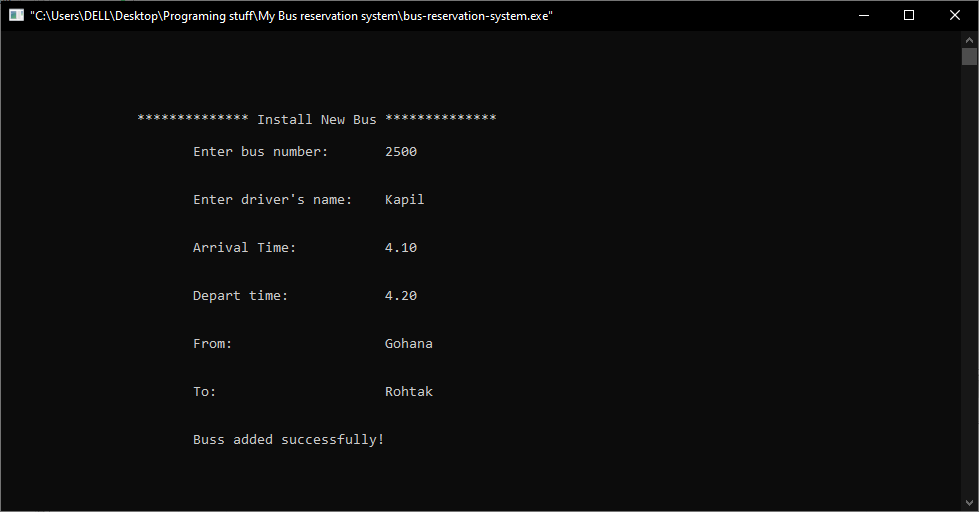 "C:\Users\DELL\Desktop\Programing stuff\My Bus reservation system\bus-reservation-system.exe"
************** Install New Bus **************
Enter bus number: 2500
Enter driver's name: Kapil
Arrival Time: 4.10
Depart time: 4.20
From: Gohana
To: Rohtak
Buss added successfully!